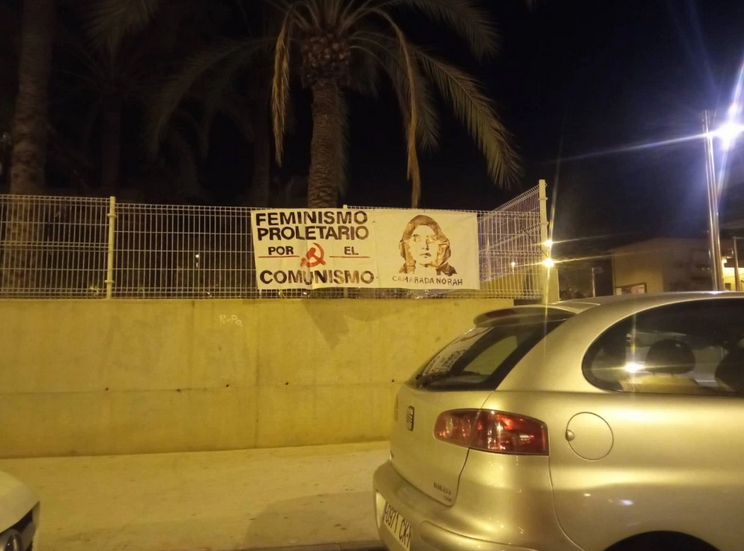 FEMINISMO
PROLETARIO
POR EL
COMUNISMO
CAMARADA NORAH